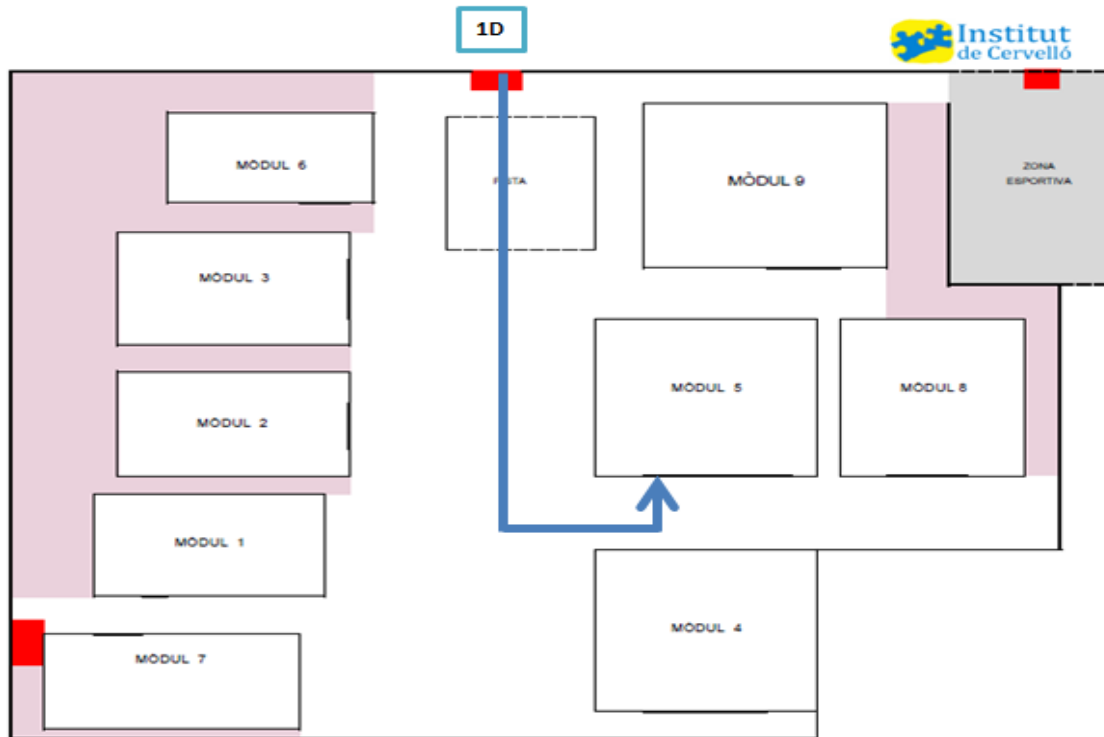 1D
Institut
de Cervelló
MÒDUL 6
PISTA
MÒDUL 9
ZONA
ESPORTIVA
MÒDUL 3
MÒDUL 5
MÒDUL 8
MÒDUL 2
MÒDUL 1
MÒDUL 4
MÒDUL 7